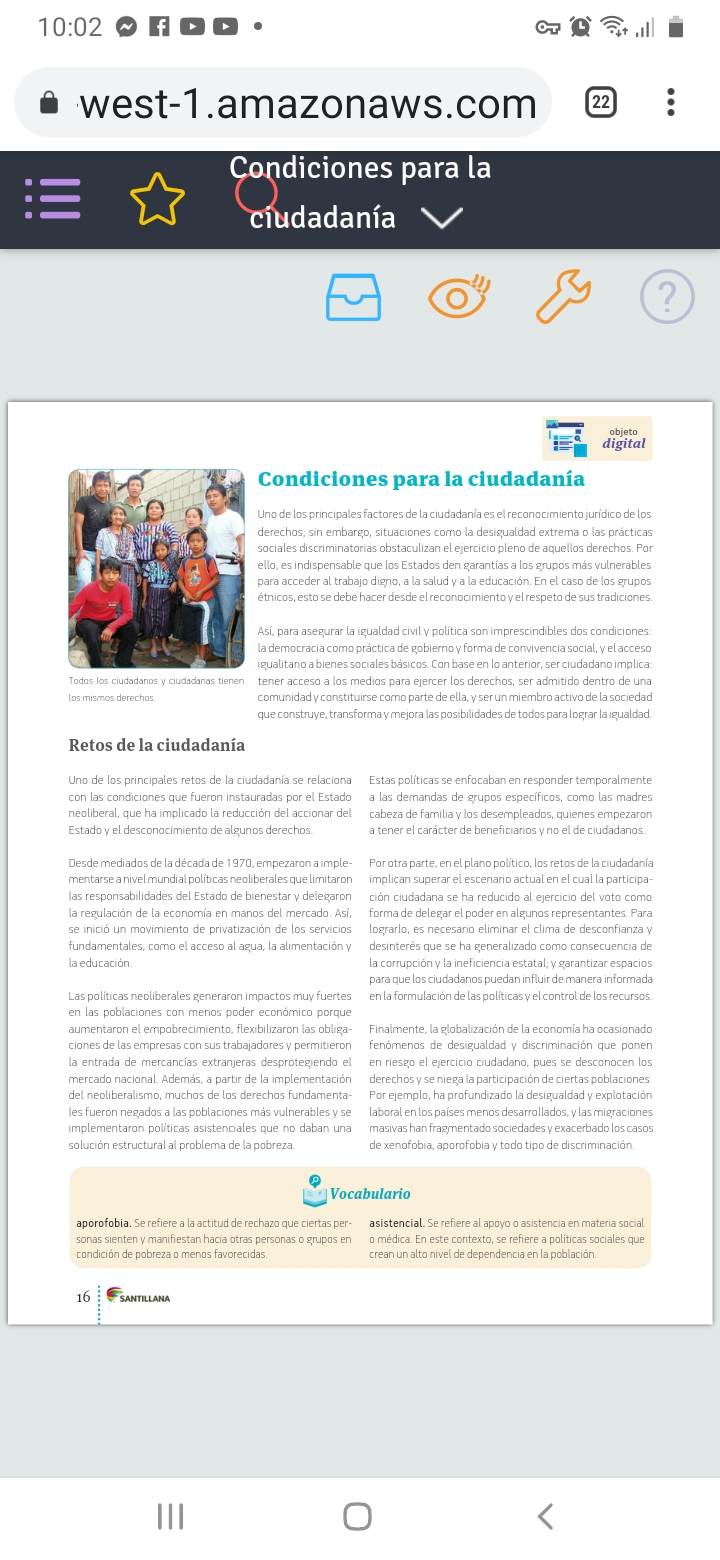 10:02
west-1.amazonaws.com
22
Condiciones para la
ciudadanía
?
objeto
digital
Condiciones para la ciudadanía
Uno de los principales factores de la ciudadanía es el reconocimiento jurídico de los
derechos; sin embargo, situaciones como la desigualdad extrema o las prácticas
sociales discriminatorias obstaculizan el ejercicio pleno de aquellos derechos. Por
ello, es indispensable que los Estados den garantías a los grupos más vulnerables
para acceder al trabajo digno, a la salud y a la educación. En el caso de los grupos
étnicos, esto se debe hacer desde el reconocimiento y el respeto de sus tradiciones.
Así, para asegurar la igualdad civil y política son imprescindibles dos condiciones:
la democracia como práctica de gobierno y forma de convivencia social, y el acceso
igualitario a bienes sociales básicos. Con base en lo anterior, ser ciudadano implica:
tener acceso a los medios para ejercer los derechos, ser admitido dentro de una
comunidad y constituirse como parte de ella, y ser un miembro activo de la sociedad
que construye, transforma y mejora las posibilidades de todos para lograr la igualdad.
Todos los ciudadanos y ciudadanas tienen
los mismos derechos.
Retos de la ciudadanía
Uno de los principales retos de la ciudadanía se relaciona
con las condiciones que fueron instauradas por el Estado
neoliberal, que ha implicado la reducción del accionar del
Estado y el desconocimiento de algunos derechos.
Desde mediados de la década de 1970, empezaron a imple-
mentarse a nivel mundial políticas neoliberales que limitaron
las responsabilidades del Estado de bienestar y delegaron
la regulación de la economía en manos del mercado. Así,
se inició un movimiento de privatización de los servicios
fundamentales, como el acceso al agua, la alimentación y
la educación.
Las políticas neoliberales generaron impactos muy fuertes
en las poblaciones con menos poder económico porque
aumentaron el empobrecimiento, flexibilizaron las obliga-
ciones de las empresas con sus trabajadores y permitieron
la entrada de mercancías extranjeras desprotegiendo el
mercado nacional. Además, a partir de la implementación
del neoliberalismo, muchos de los derechos fundamenta-
les fueron negados a las poblaciones más vulnerables y se
implementaron políticas asistenciales que no daban una
solución estructural al problema de la pobreza.
Estas políticas se enfocaban en responder temporalmente
a las demandas de grupos específicos, como las madres
cabeza de familia y los desempleados, quienes empezaron
a tener el carácter de beneficiarios y no el de ciudadanos.
Por otra parte, en el plano político, los retos de la ciudadanía
implican superar el escenario actual en el cual la participa-
ción ciudadana se ha reducido al ejercicio del voto como
forma de delegar el poder en algunos representantes. Para
lograrlo, es necesario eliminar el clima de desconfianza y
desinterés que se ha generalizado como consecuencia de
la corrupción y la ineficiencia estatal; y garantizar espacios
para que los ciudadanos puedan influir de manera informada
en la formulación de las políticas y el control de los recursos.
Finalmente, la globalización de la economía ha ocasionado
fenómenos de desigualdad y discriminación que ponen
en riesgo el ejercicio ciudadano, pues se desconocen los
derechos y se niega la participación de ciertas poblaciones.
Por ejemplo, ha profundizado la desigualdad y explotación
laboral en los países menos desarrollados, y las migraciones
masivas han fragmentado sociedades y exacerbado los casos
de xenofobia, aporofobia y todo tipo de discriminación.
Vocabulario
aporofobia. Se refiere a la actitud de rechazo que ciertas per-
sonas sienten y manifiestan hacia otras personas o grupos en
condición de pobreza o menos favorecidas.
asistencial. Se refiere al apoyo o asistencia en materia social
o médica. En este contexto, se refiere a políticas sociales que
crean un alto nivel de dependencia en la población.
16
SANTILLANA